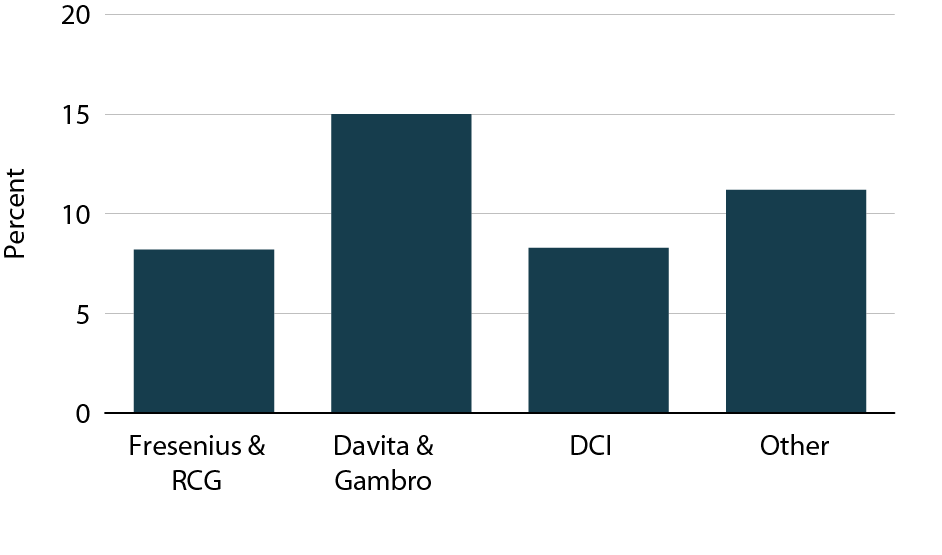 20
15
10
5
0
Percent
Fresenius &
RCG
Davita &
Gambro
DCI
Other